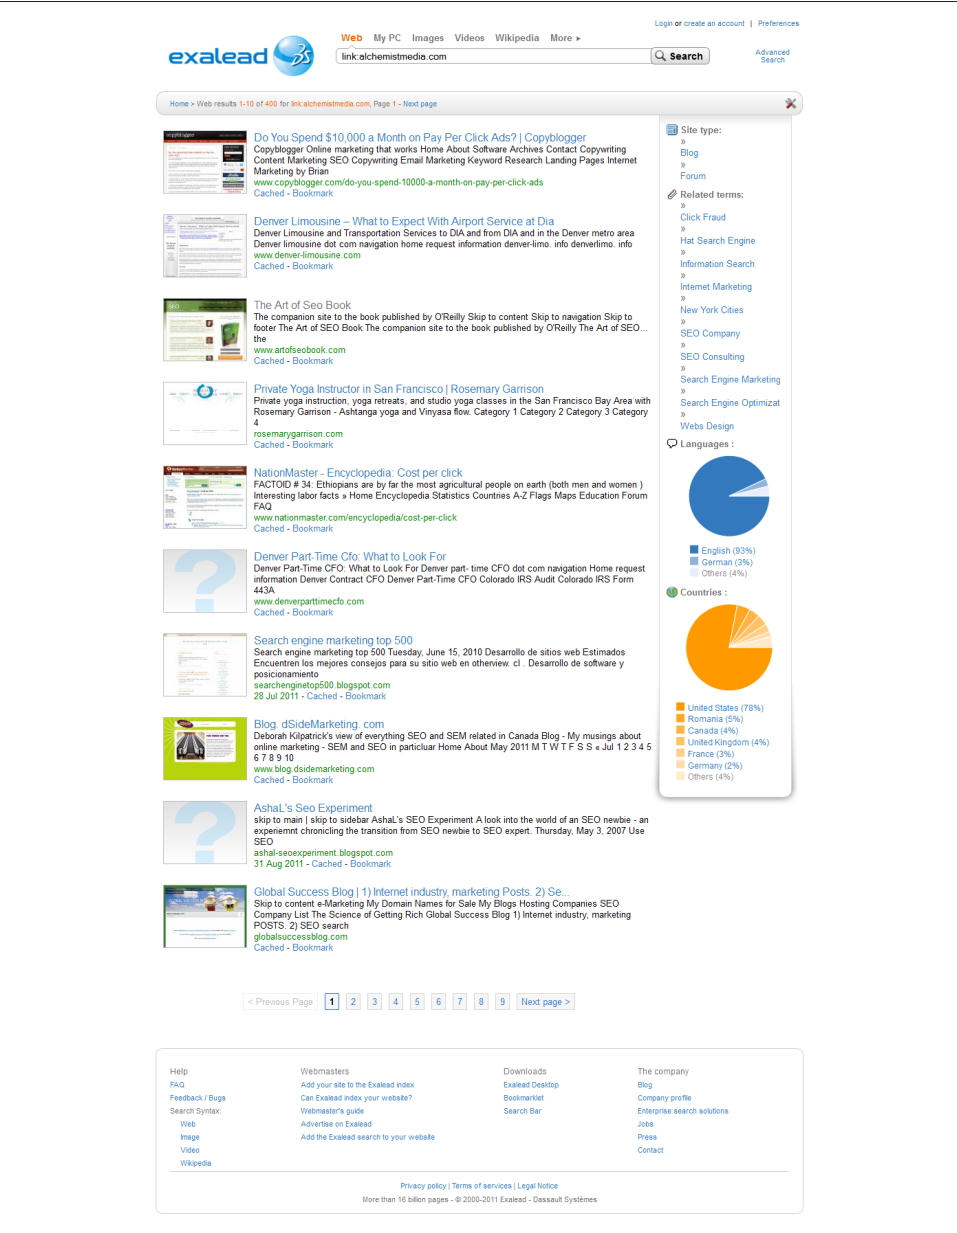 Login or create an account | Preferences
Web My PC Images Videos Wikipedia More ▸
exalead
link:alchemistmedia.com
Search
Advanced
Search
Home > Web results 1-10 of 400 for link:alchemistmedia.com, Page 1 - Next page
Do You Spend $10,000 a Month on Pay Per Click Ads? | Copyblogger
Copyblogger Online marketing that works Home About Software Archives Contact Copywriting
Content Marketing SEO Copywriting Email Marketing Keyword Research Landing Pages Internet
Marketing by Brian
www.copyblogger.com/do-you-spend-10000-a-month-on-pay-per-click-ads
Cached - Bookmark
Denver Limousine – What to Expect With Airport Service at Dia
Denver Limousine and Transportation Services to DIA and from DIA and in the Denver metro area
Denver limousine dot com navigation home request information denver-limo. info denverlimo. info
www.denver-limousine.com
Cached - Bookmark
The Art of Seo Book
The companion site to the book published by O'Reilly Skip to content Skip to navigation Skip to
footer The Art of SEO Book The companion site to the book published by O'Reilly The Art of SEO...
the
www.artofseobook.com
Cached - Bookmark
Private Yoga Instructor in San Francisco | Rosemary Garrison
Private yoga instruction, yoga retreats, and studio yoga classes in the San Francisco Bay Area with
Rosemary Garrison - Ashtanga yoga and Vinyasa flow. Category 1 Category 2 Category 3 Category
4
rosemarygarrison.com
Cached - Bookmark
NationMaster - Encyclopedia: Cost per click
FACTOID # 34: Ethiopians are by far the most agricultural people on earth (both men and women )
Interesting labor facts » Home Encyclopedia Statistics Countries A-Z Flags Maps Education Forum
FAQ
www.nationmaster.com/encyclopedia/cost-per-click
Cached - Bookmark
Denver Part-Time Cfo: What to Look For
Denver Part-Time CFO: What to Look For Denver part- time CFO dot com navigation Home request
information Denver Contract CFO Denver Part-Time CFO Colorado IRS Audit Colorado IRS Form
443A
www.denverparttimecfo.com
Cached - Bookmark
Search engine marketing top 500
Search engine marketing top 500 Tuesday, June 15, 2010 Desarrollo de sitios web Estimados
Encuentren los mejores consejos para su sitio web en otherview. cl . Desarrollo de software y
posicionamiento
searchenginetop500.blogspot.com
28 Jul 2011 - Cached - Bookmark
Blog. dSideMarketing. com
Deborah Kilpatrick's view of everything SEO and SEM related in Canada Blog - My musings about
online marketing - SEM and SEO in particluar Home About May 2011 M T W T F S S « Jul 1 2 3 4 5
6 7 8 9 10
www.blog.dsidemarketing.com
Cached - Bookmark
AshaL's Seo Experiment
skip to main | skip to sidebar AshaL's SEO Experiment A look into the world of an SEO newbie - an
experiemnt chronicling the transition from SEO newbie to SEO expert. Thursday, May 3, 2007 Use
SEO
ashal-seoexperiment.blogspot.com
31 Aug 2011 - Cached - Bookmark
Global Success Blog | 1) Internet industry, marketing Posts. 2) Se...
Skip to content e-Marketing My Domain Names for Sale My Blogs Hosting Companies SEO
Company List The Science of Getting Rich Global Success Blog 1) Internet industry, marketing
POSTS. 2) SEO search
globalsuccessblog.com
Cached - Bookmark
Site type:
»
Blog
»
Forum
Related terms:
»
Click Fraud
»
Hat Search Engine
»
Information Search
»
Internet Marketing
»
New York Cities
»
SEO Company
»
SEO Consulting
»
Search Engine Marketing
»
Search Engine Optimizat
»
Webs Design
Languages :
English (93%)
German (3%)
Others (4%)
Countries :
United States (78%)
Romania (5%)
Canada (4%)
United Kingdom (4%)
France (3%)
Germany (2%)
Others (4%)
< Previous Page 1 2 3 4 5 6 7 8 9 Next page >
Help
FAQ
Feedback / Bugs
Search Syntax:
Web
Image
Video
Wikipedia
Webmasters
Add your site to the Exalead index
Can Exalead index your website?
Webmaster's guide
Advertise on Exalead
Add the Exalead search to your website
Downloads
Exalead Desktop
Bookmarklet
Search Bar
The company
Blog
Company profile
Enterprise search solutions
Jobs
Press
Contact
Privacy policy | Terms of services | Legal Notice
More than 16 billion pages - © 2000-2011 Exalead - Dassault Systèmes